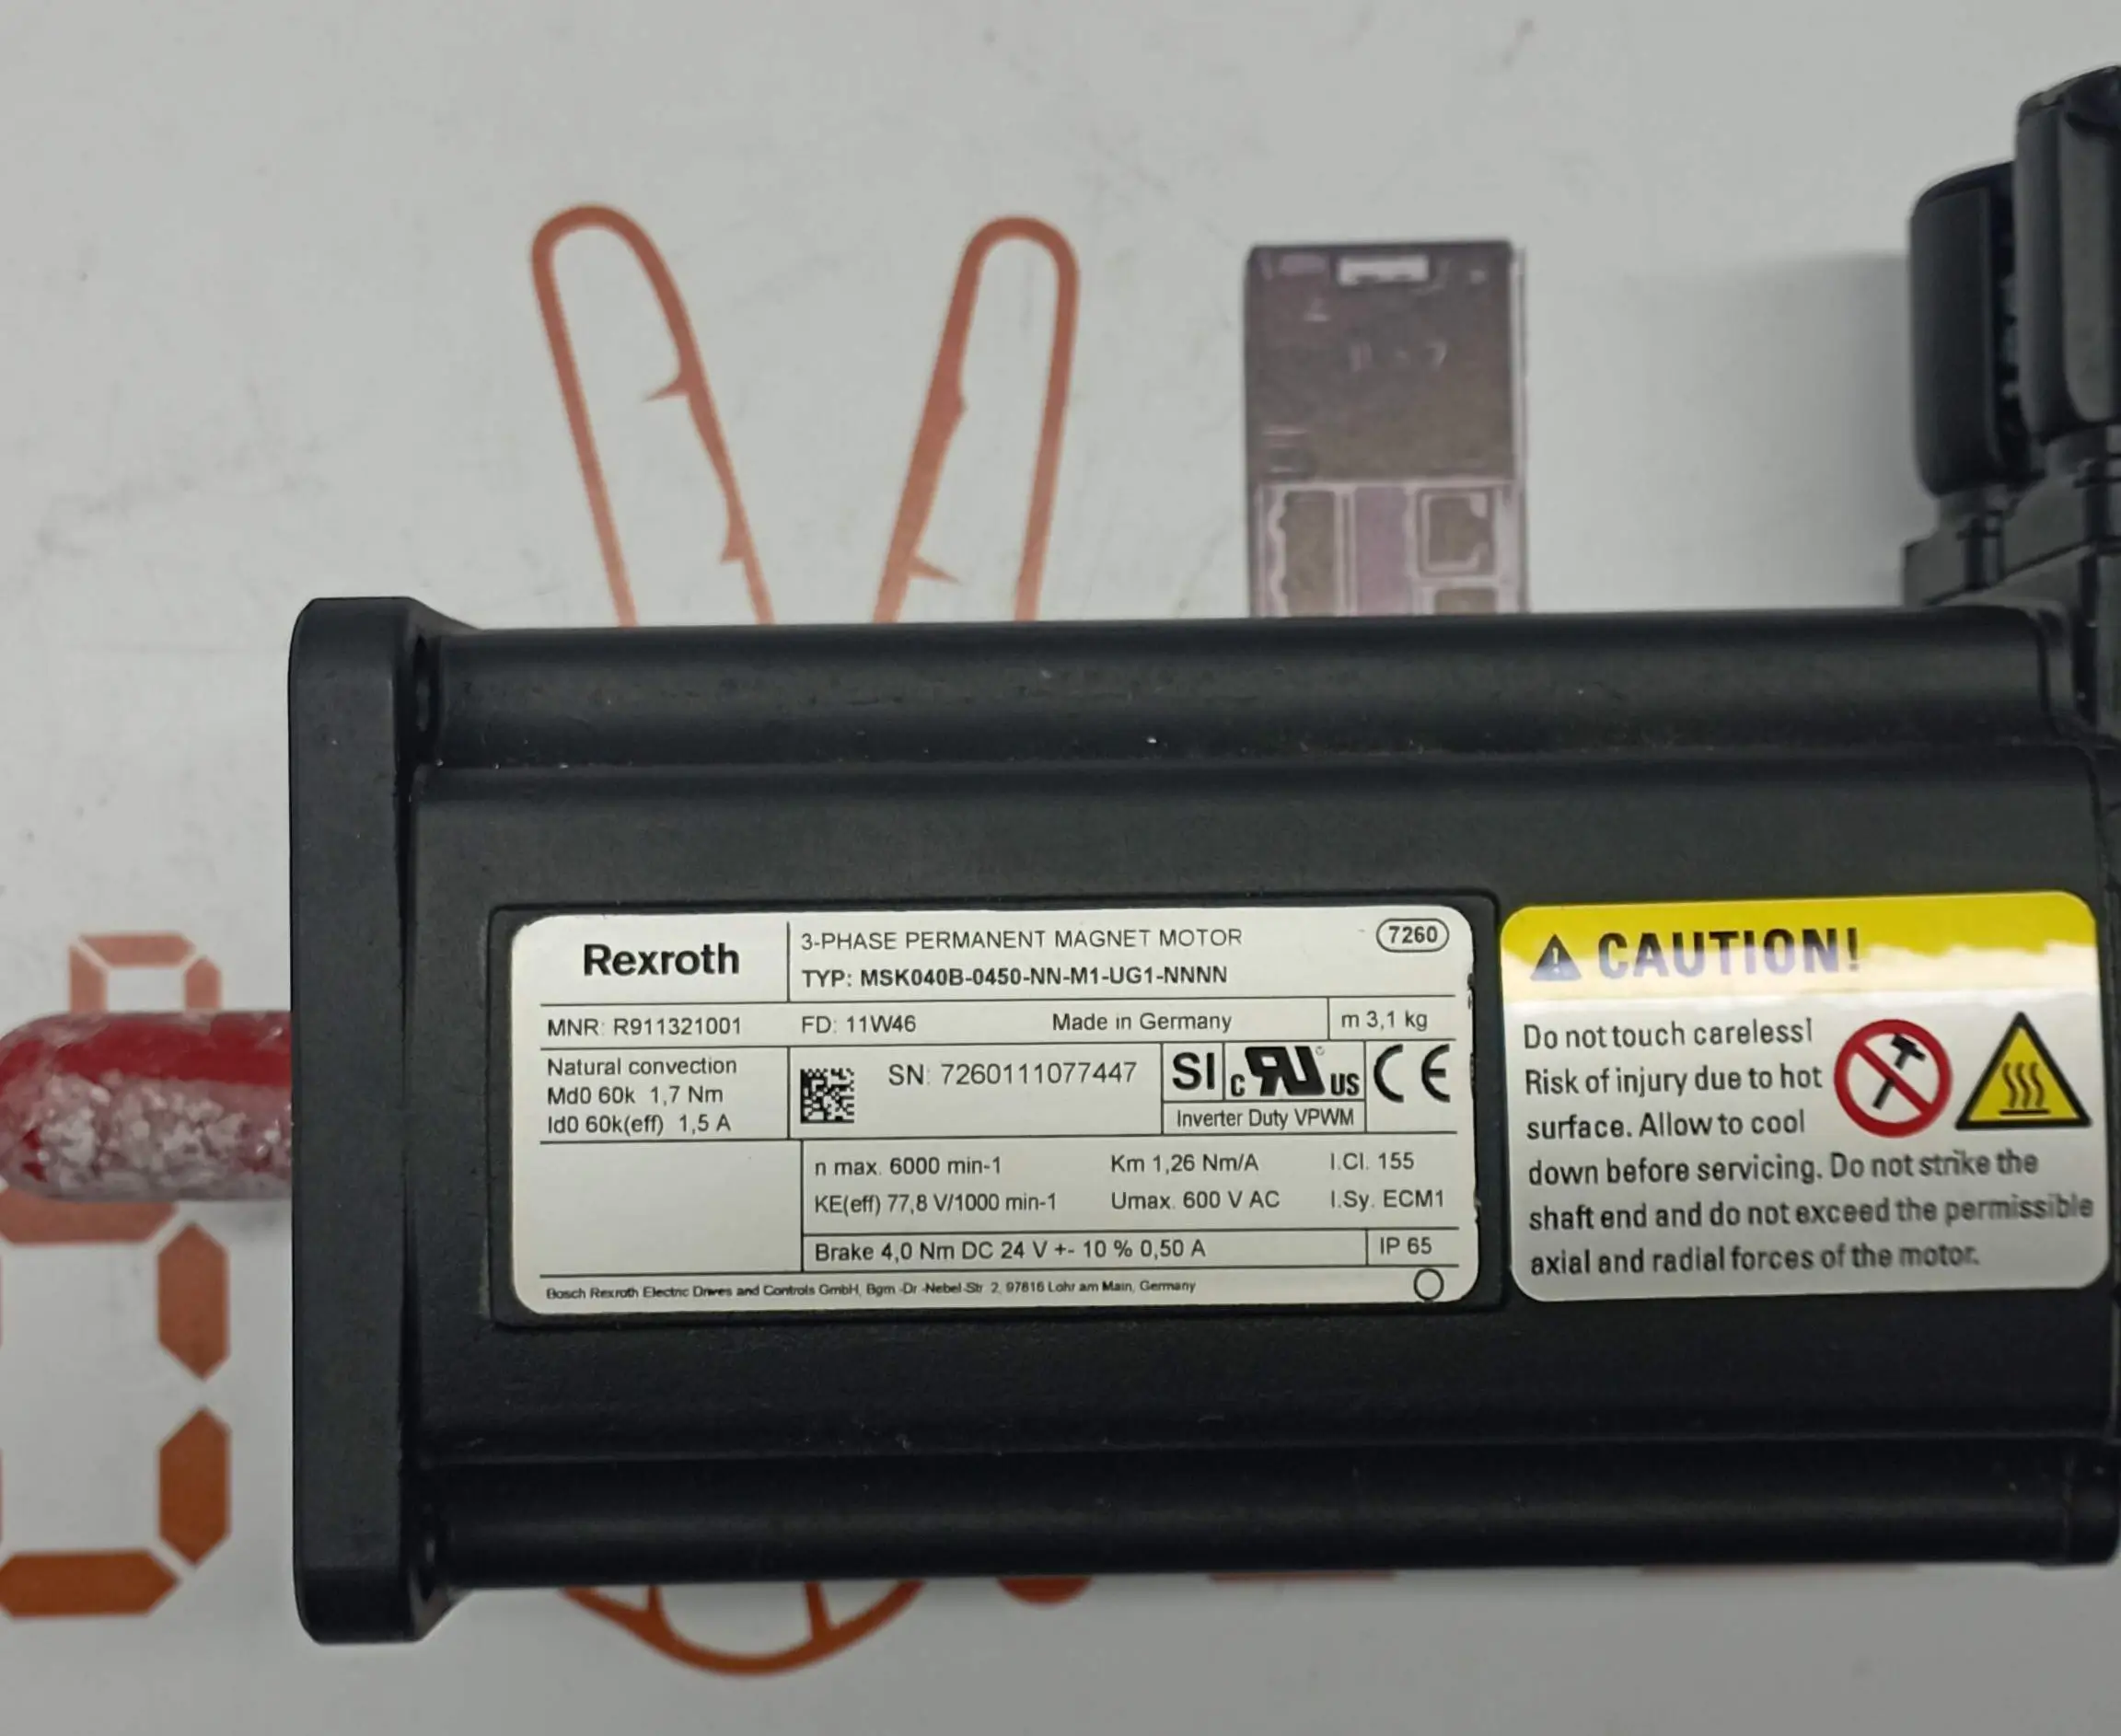 Rexroth
3-PHASE PERMANENT MAGNET MOTOR
7260
TYP: MSK040B-0450-NN-M1-UG1-NNNN
MNR: R911321001
FD: 11W46
Made in Germany
m 3,1 kg
Natural convection
Md0 60k 1,7 Nm
Id0 60k(eff) 1,5 A
SN: 7260111077447
SI
c RU US
CE
Inverter Duty VPWM
n max. 6000 min-1
Km 1,26 Nm/A
I.Cl. 155
KE(eff) 77,8 V/1000 min-1
Umax. 600 V AC
I.Sy. ECM1
Brake 4,0 Nm DC 24 V +- 10 % 0,50 A
IP 65
Bosch Rexroth Electric Drives and Controls GmbH, Bgm.-Dr.-Nebel-Str. 2, 97816 Lohr am Main, Germany
CAUTION!
Do not touch careless!
Risk of injury due to hot
surface. Allow to cool
down before servicing. Do not strike the
shaft end and do not exceed the permissible
axial and radial forces of the motor.